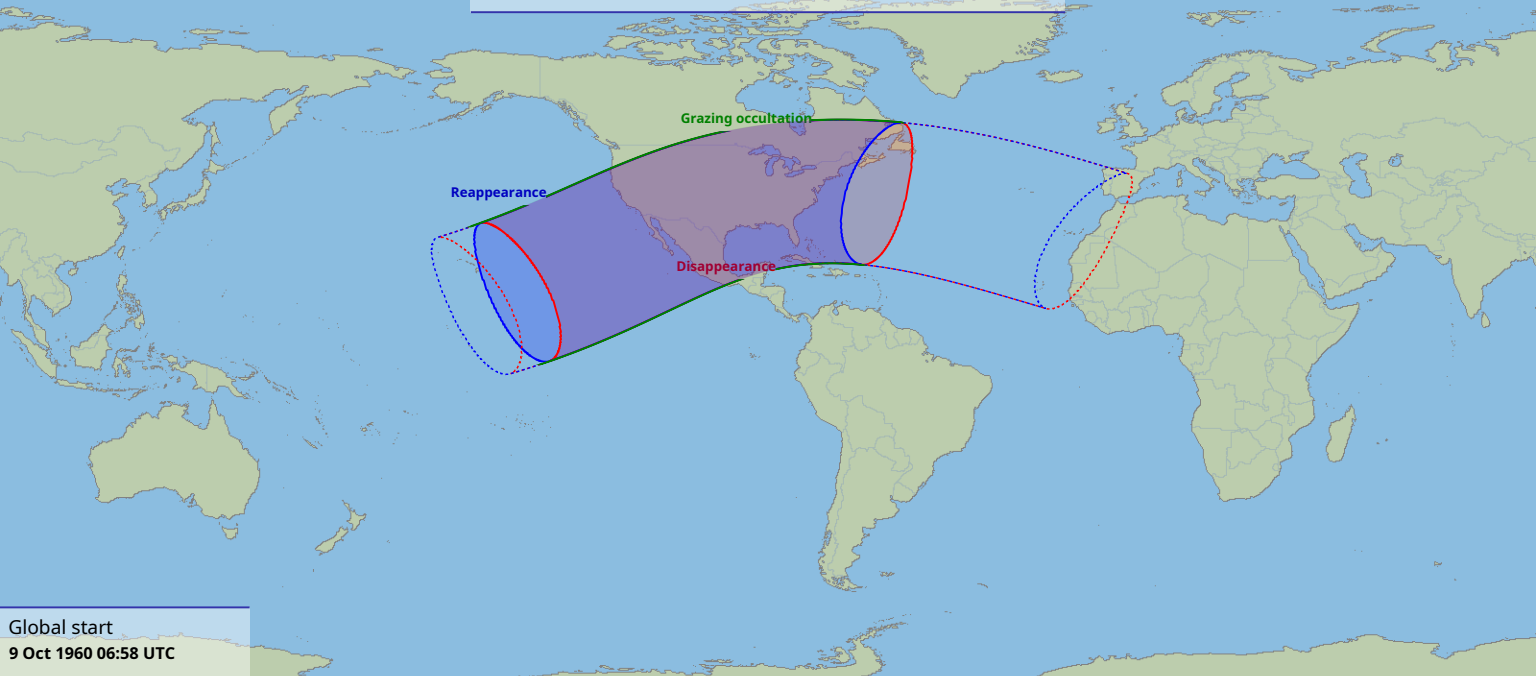 Grazing occultation
Reappearance
Disappearance
Global start
9 Oct 1960 06:58 UTC